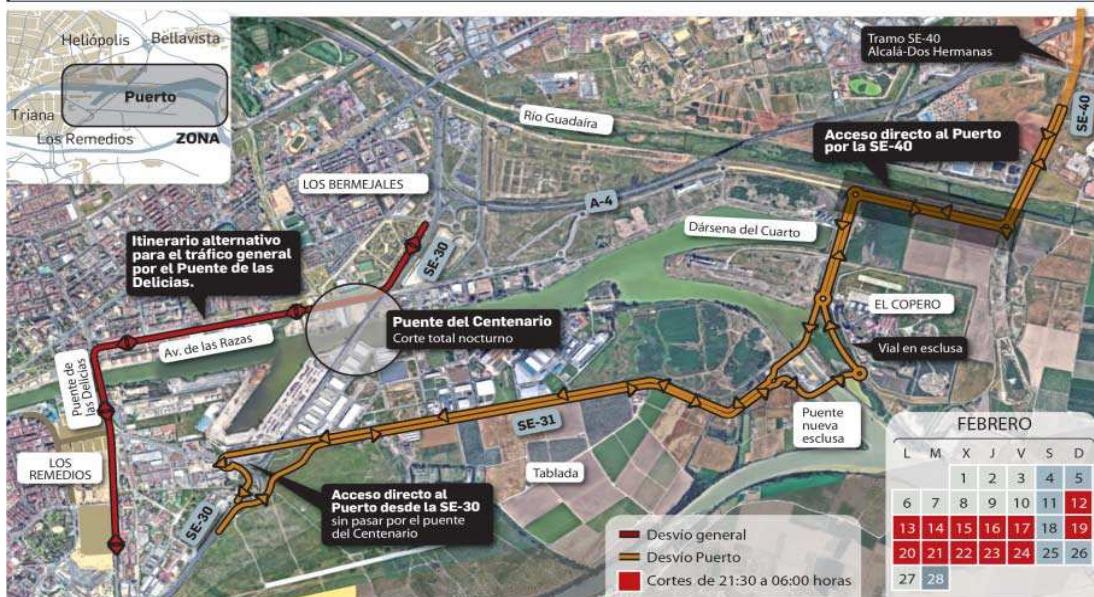 Heliópolis
Bellavista
Puerto
Triana
Los Remedios
ZONA
Tramo SE-40
Alcalá-Dos Hermanas
SE-40
Río Guadaíra
Acceso directo al Puerto
por la SE-40
LOS BERMEJALES
A-4
Dársena del Cuarto
SE-30
Itinerario alternativo
para el tráfico general
por el Puente de las
Delicias.
EL COPERO
Puente del Centenario
Corte total nocturno
Av. de las Razas
Vial en esclusa
Puente de
las Delicias
SE-31
Puente
nueva
esclusa
LOS
REMEDIOS
Tablada
SE-30
Acceso directo al
Puerto desde la SE-30
sin pasar por el puente
del Centenario
Desvío general
Desvío Puerto
Cortes de 21:30 a 06:00 horas
FEBRERO
L M X J V S D
1 2 3 4 5
6 7 8 9 10 11 12
13 14 15 16 17 18 19
20 21 22 23 24 25 26
27 28